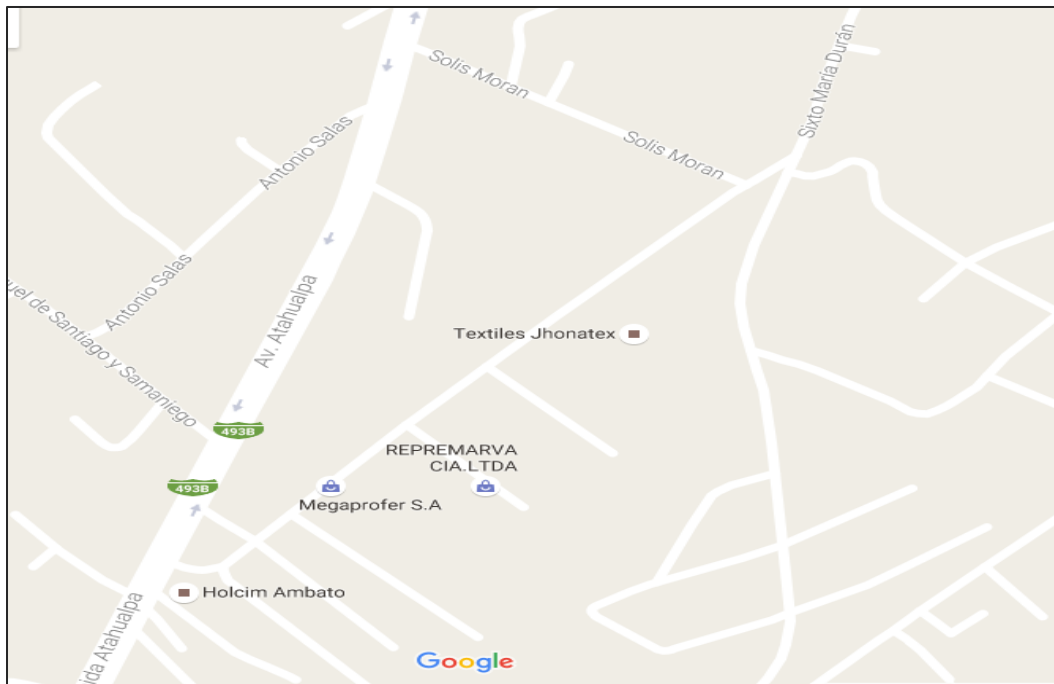 Solis Moran
Sixto Maria Durán
Solis Moran
Antonio Salas
Antonio Salas
uel de Santiago y Samaniego
Av. Atahualpa
Textiles Jhonatex
493B
REPREMARVA
CIA.LTDA
493B
Megaprofer S.A
Holcim Ambato
ida Atahualpa
Google